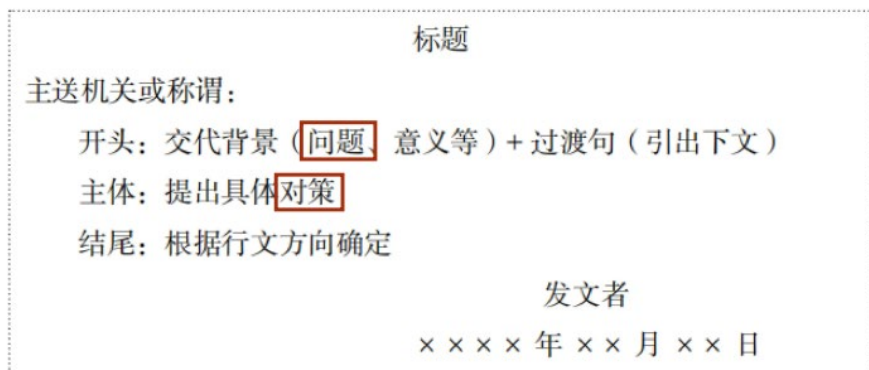 标题
主送机关或称谓：
开头：交代背景（问题、意义等）+ 过渡句（引出下文）
主体：提出具体对策
结尾：根据行文方向确定
发文者
××××年××月××日